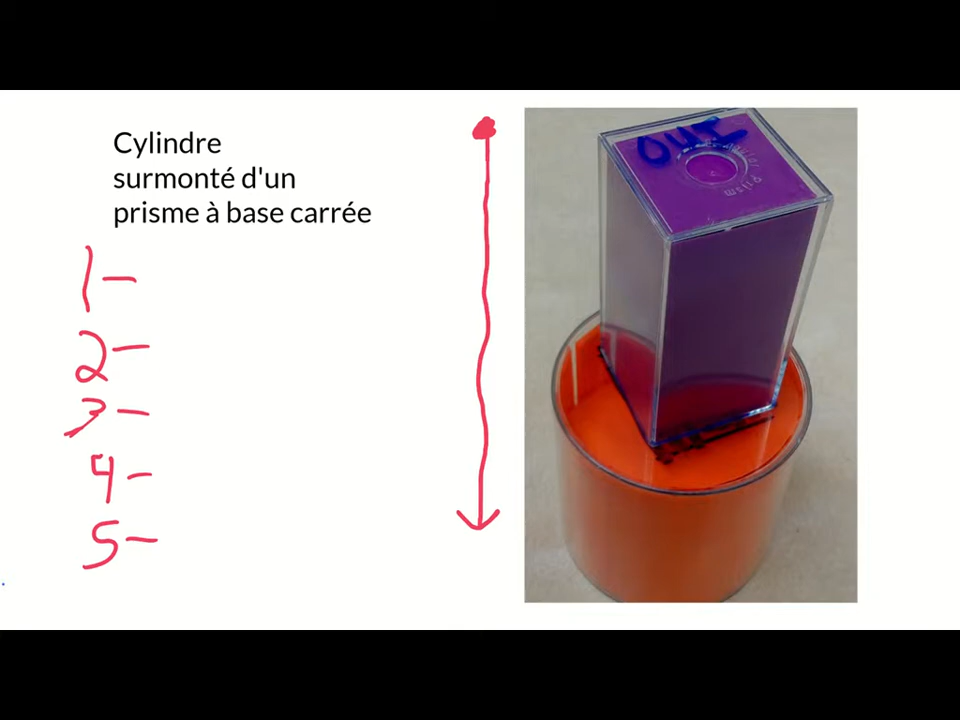 Cylindre
surmonté d'un
prisme à base carrée
1-
2-
3-
4-
5-
OUI